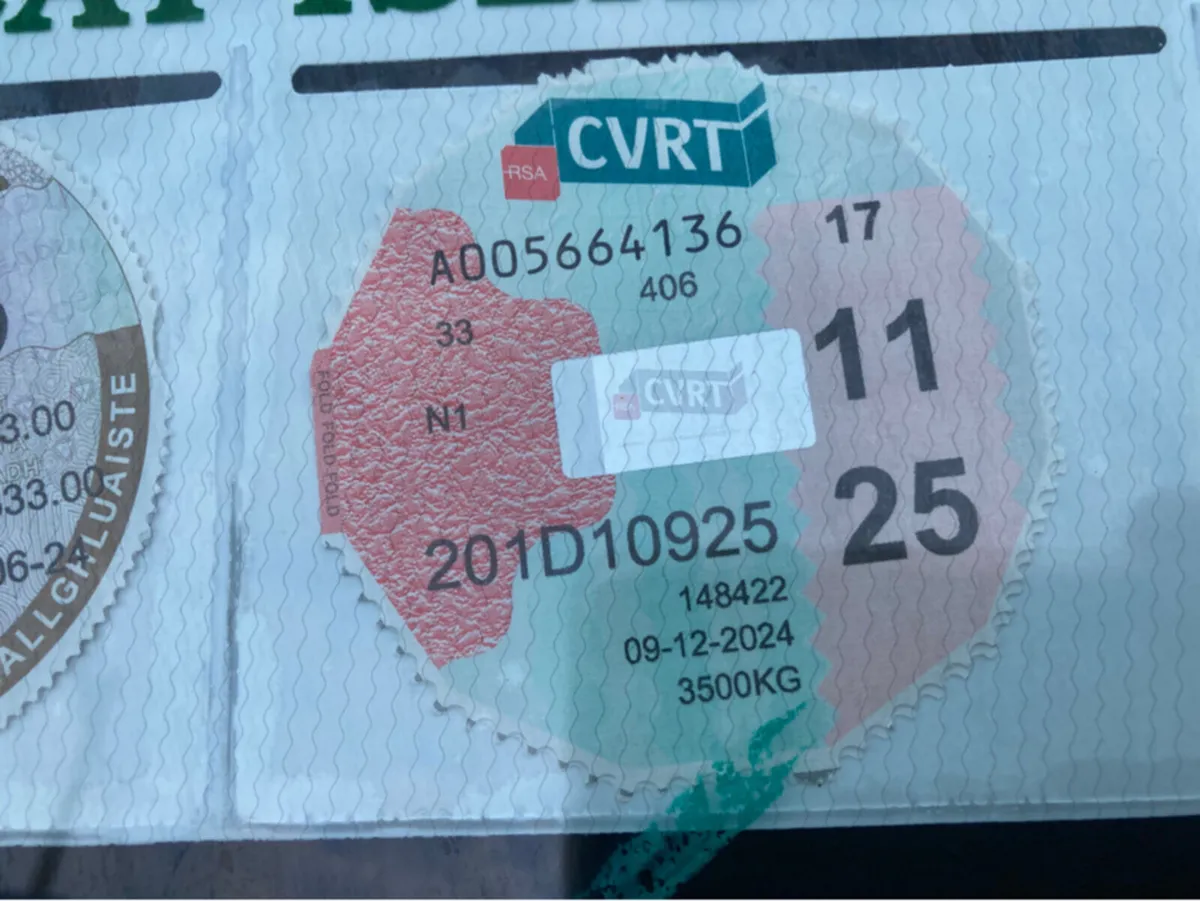 CVRT
RSA
A005664136
406
17
11
25
33
N1
CVRT
FOLD FOLD FOLD
201D10925
148422
09-12-2024
3500KG
3.00
33.00
06-24